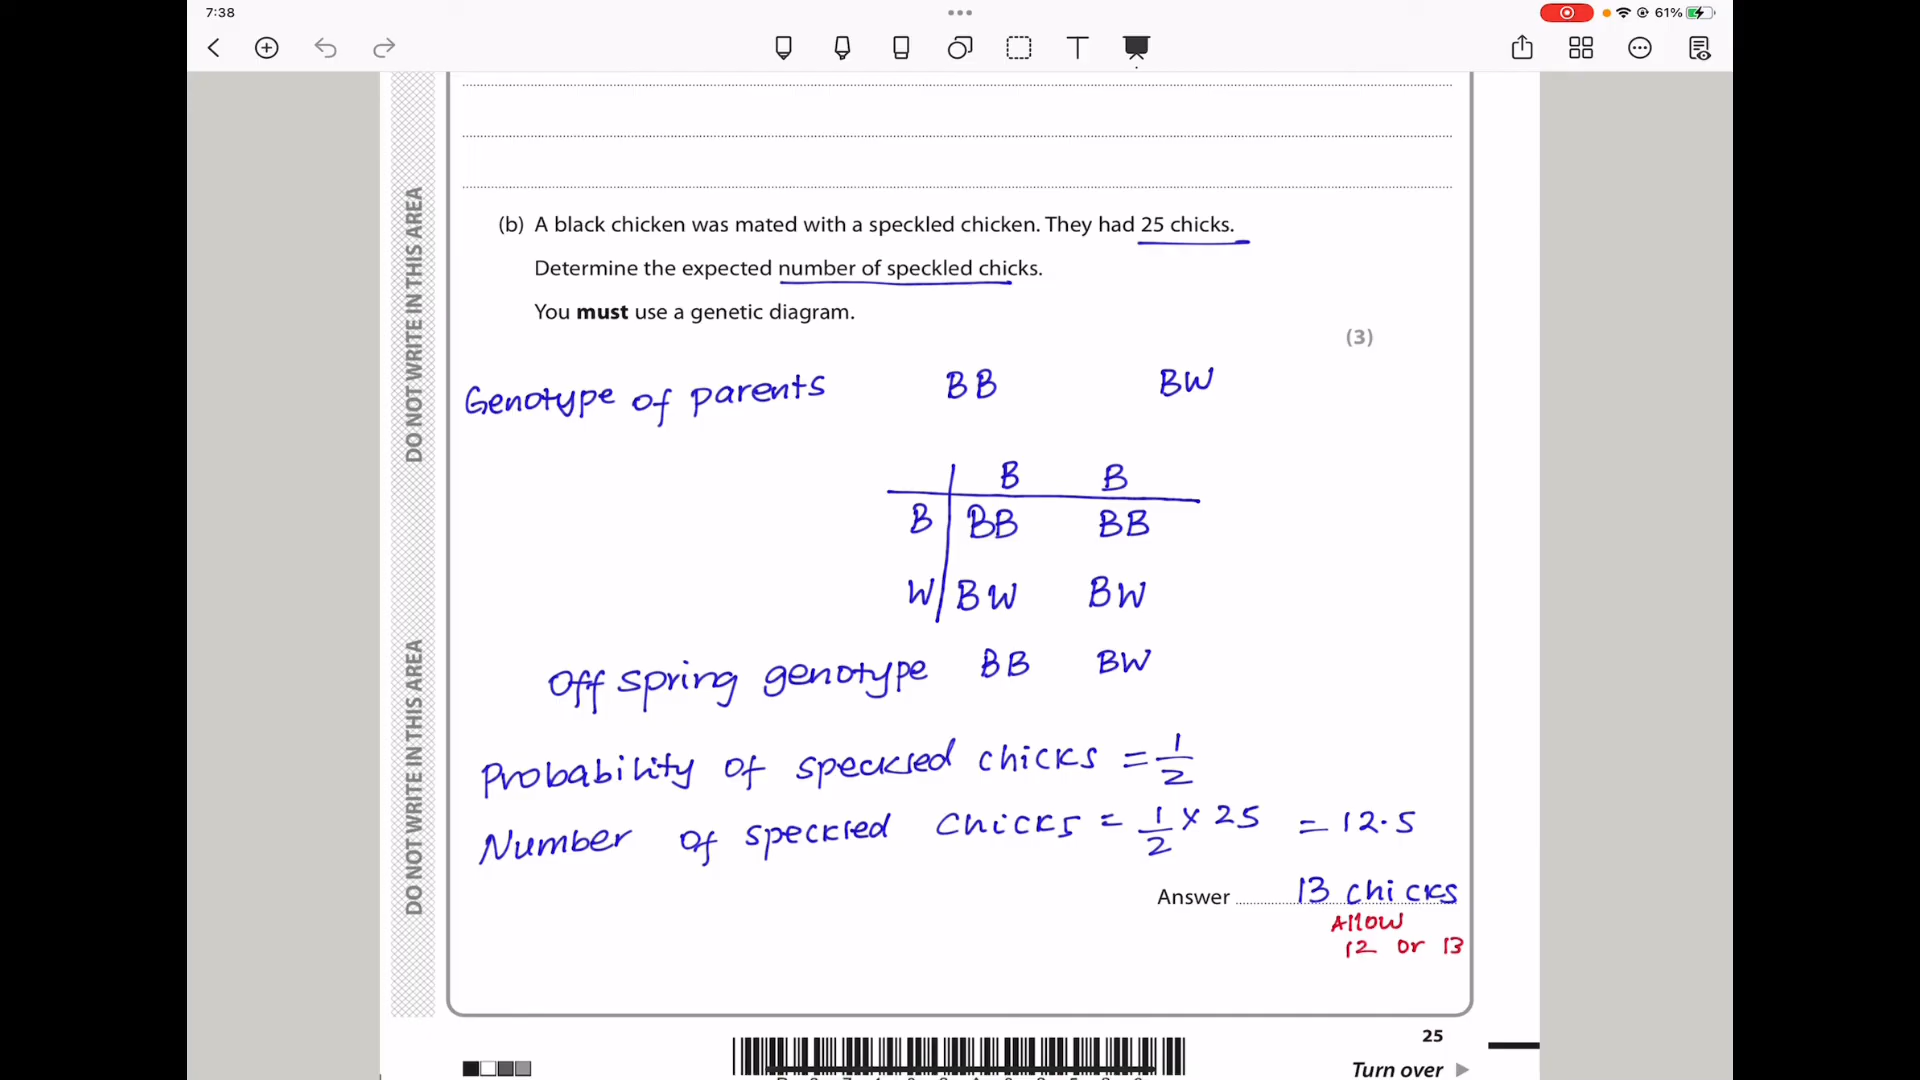 7:38
61%
(b) A black chicken was mated with a speckled chicken. They had 25 chicks.
Determine the expected number of speckled chicks.
You must use a genetic diagram.
(3)
Genotype of parents BB BW
B B
B BB BB
W BW BW
Off spring genotype BB BW
Probability of speckled chicks = 1/2
Number of speckled chicks = 1/2 x 25 = 12.5
Answer 13 chicks
Allow
12 or 13
DO NOT WRITE IN THIS AREA
DO NOT WRITE IN THIS AREA
25
Turn over